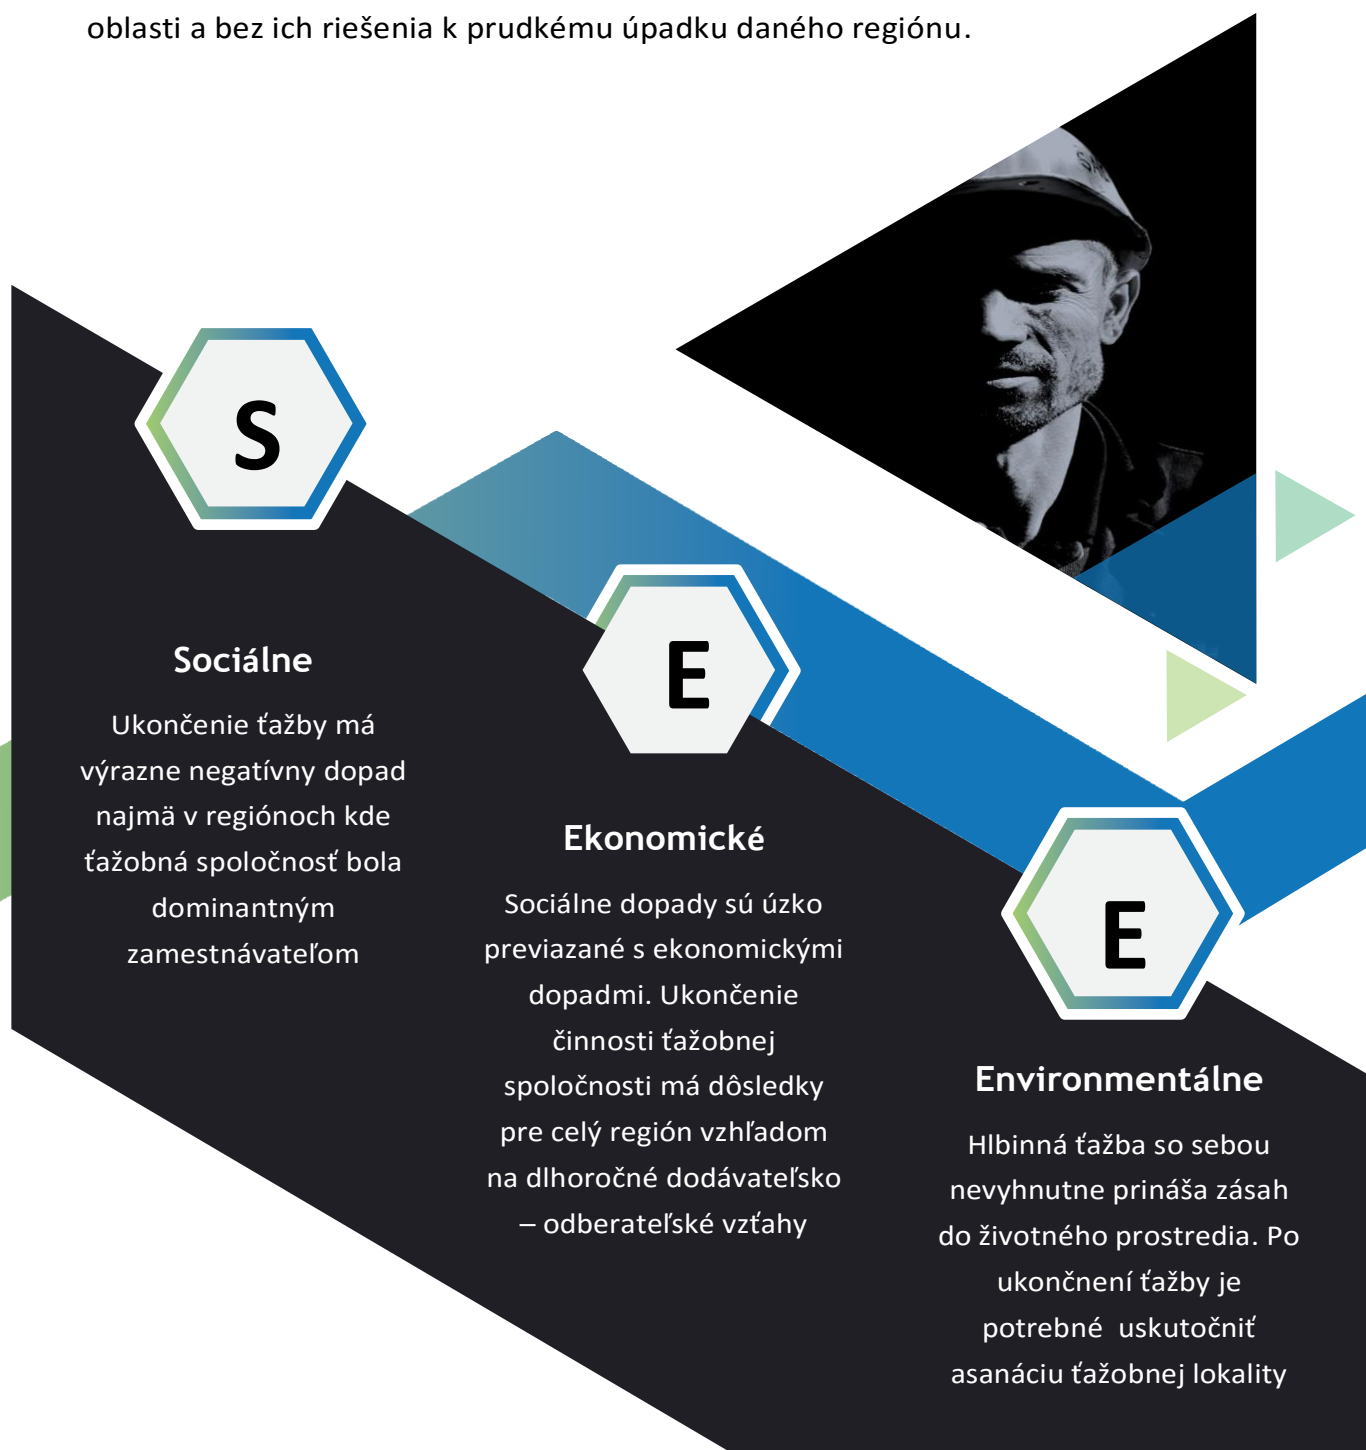 oblasti a bez ich riešenia k prudkému úpadku daného regiónu.
S
Sociálne
Ukončenie ťažby má
výrazne negatívny dopad
najmä v regiónoch kde
ťažobná spoločnosť bola
dominantným
zamestnávateľom
E
Ekonomické
Sociálne dopady sú úzko
previazané s ekonomickými
dopadmi. Ukončenie
činnosti ťažobnej
spoločnosti má dôsledky
pre celý región vzhľadom
na dlhoročné dodávateľsko
– odberateľské vzťahy
E
Environmentálne
Hlbinná ťažba so sebou
nevyhnutne prináša zásah
do životného prostredia. Po
ukončnení ťažby je
potrebné  uskutočniť
asanáciu ťažobnej lokality